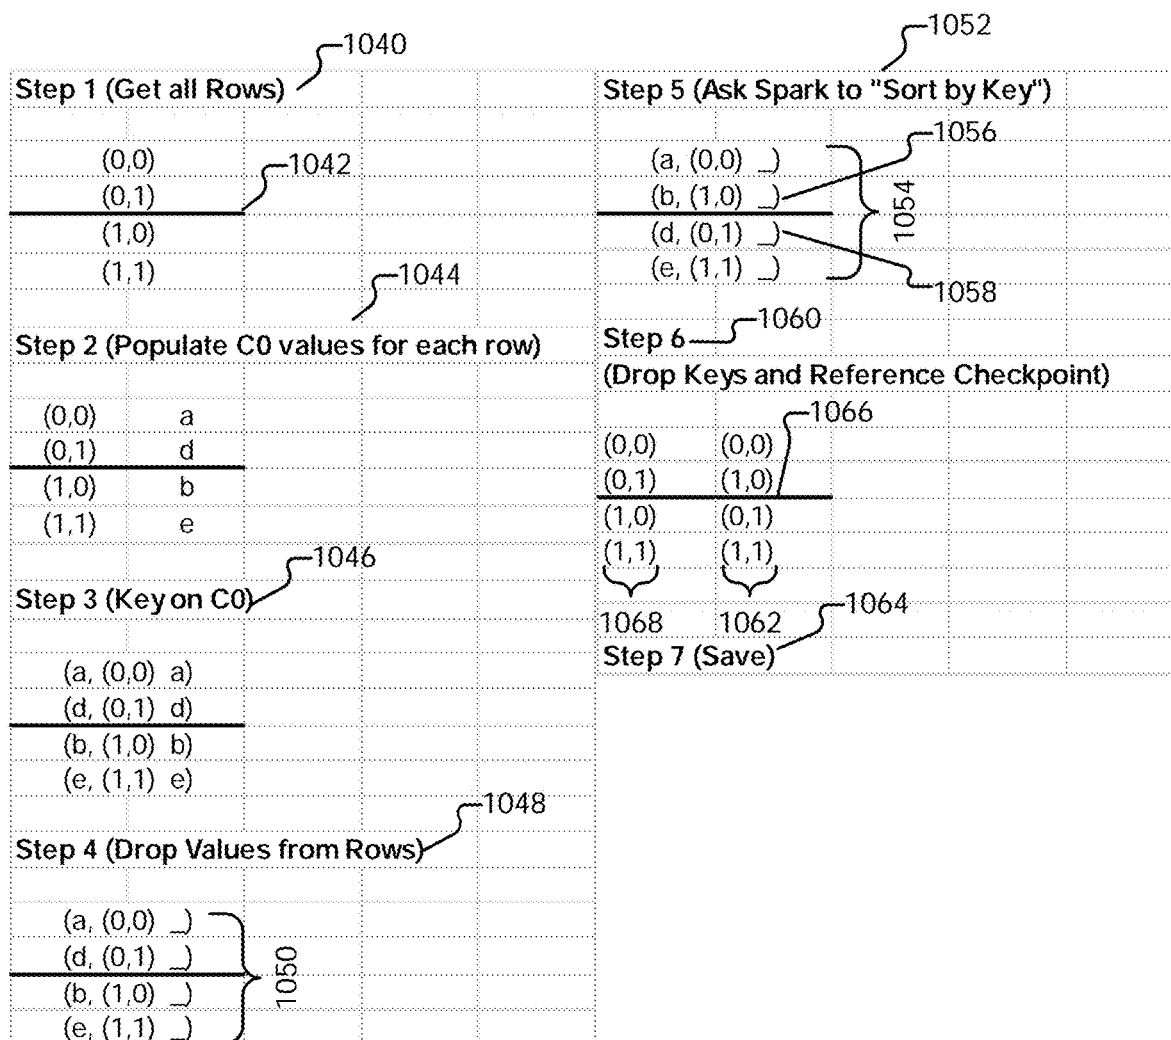 1040
Step 1 (Get all Rows)
(0,0)
1042
(0,1)
(1,0)
(1,1)
1044
Step 2 (Populate C0 values for each row)
(0,0) a
(0,1) d
(1,0) b
(1,1) e
1046
Step 3 (Key on C0)
(a, (0,0) a)
(d, (0,1) d)
(b, (1,0) b)
(e, (1,1) e)
1048
Step 4 (Drop Values from Rows)
(a, (0,0) _)
(d, (0,1) _)
(b, (1,0) _)
(e, (1,1) _)
1050
1052
Step 5 (Ask Spark to "Sort by Key")
1056
(a, (0,0) _)
(b, (1,0) _)
(d, (0,1) _)
(e, (1,1) _)
1054
1058
1060
Step 6
(Drop Keys and Reference Checkpoint)
1066
(0,0) (0,0)
(0,1) (1,0)
(1,0) (0,1)
(1,1) (1,1)
1068 1062
1064
Step 7 (Save)